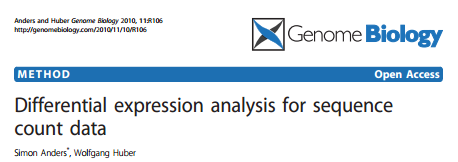 Anders and Huber Genome Biology 2010, 11:R106
http://genomebiology.com/2010/11/10/R106
Genome Biology
METHOD Open Access
Differential expression analysis for sequence
count data
Simon Anders*, Wolfgang Huber